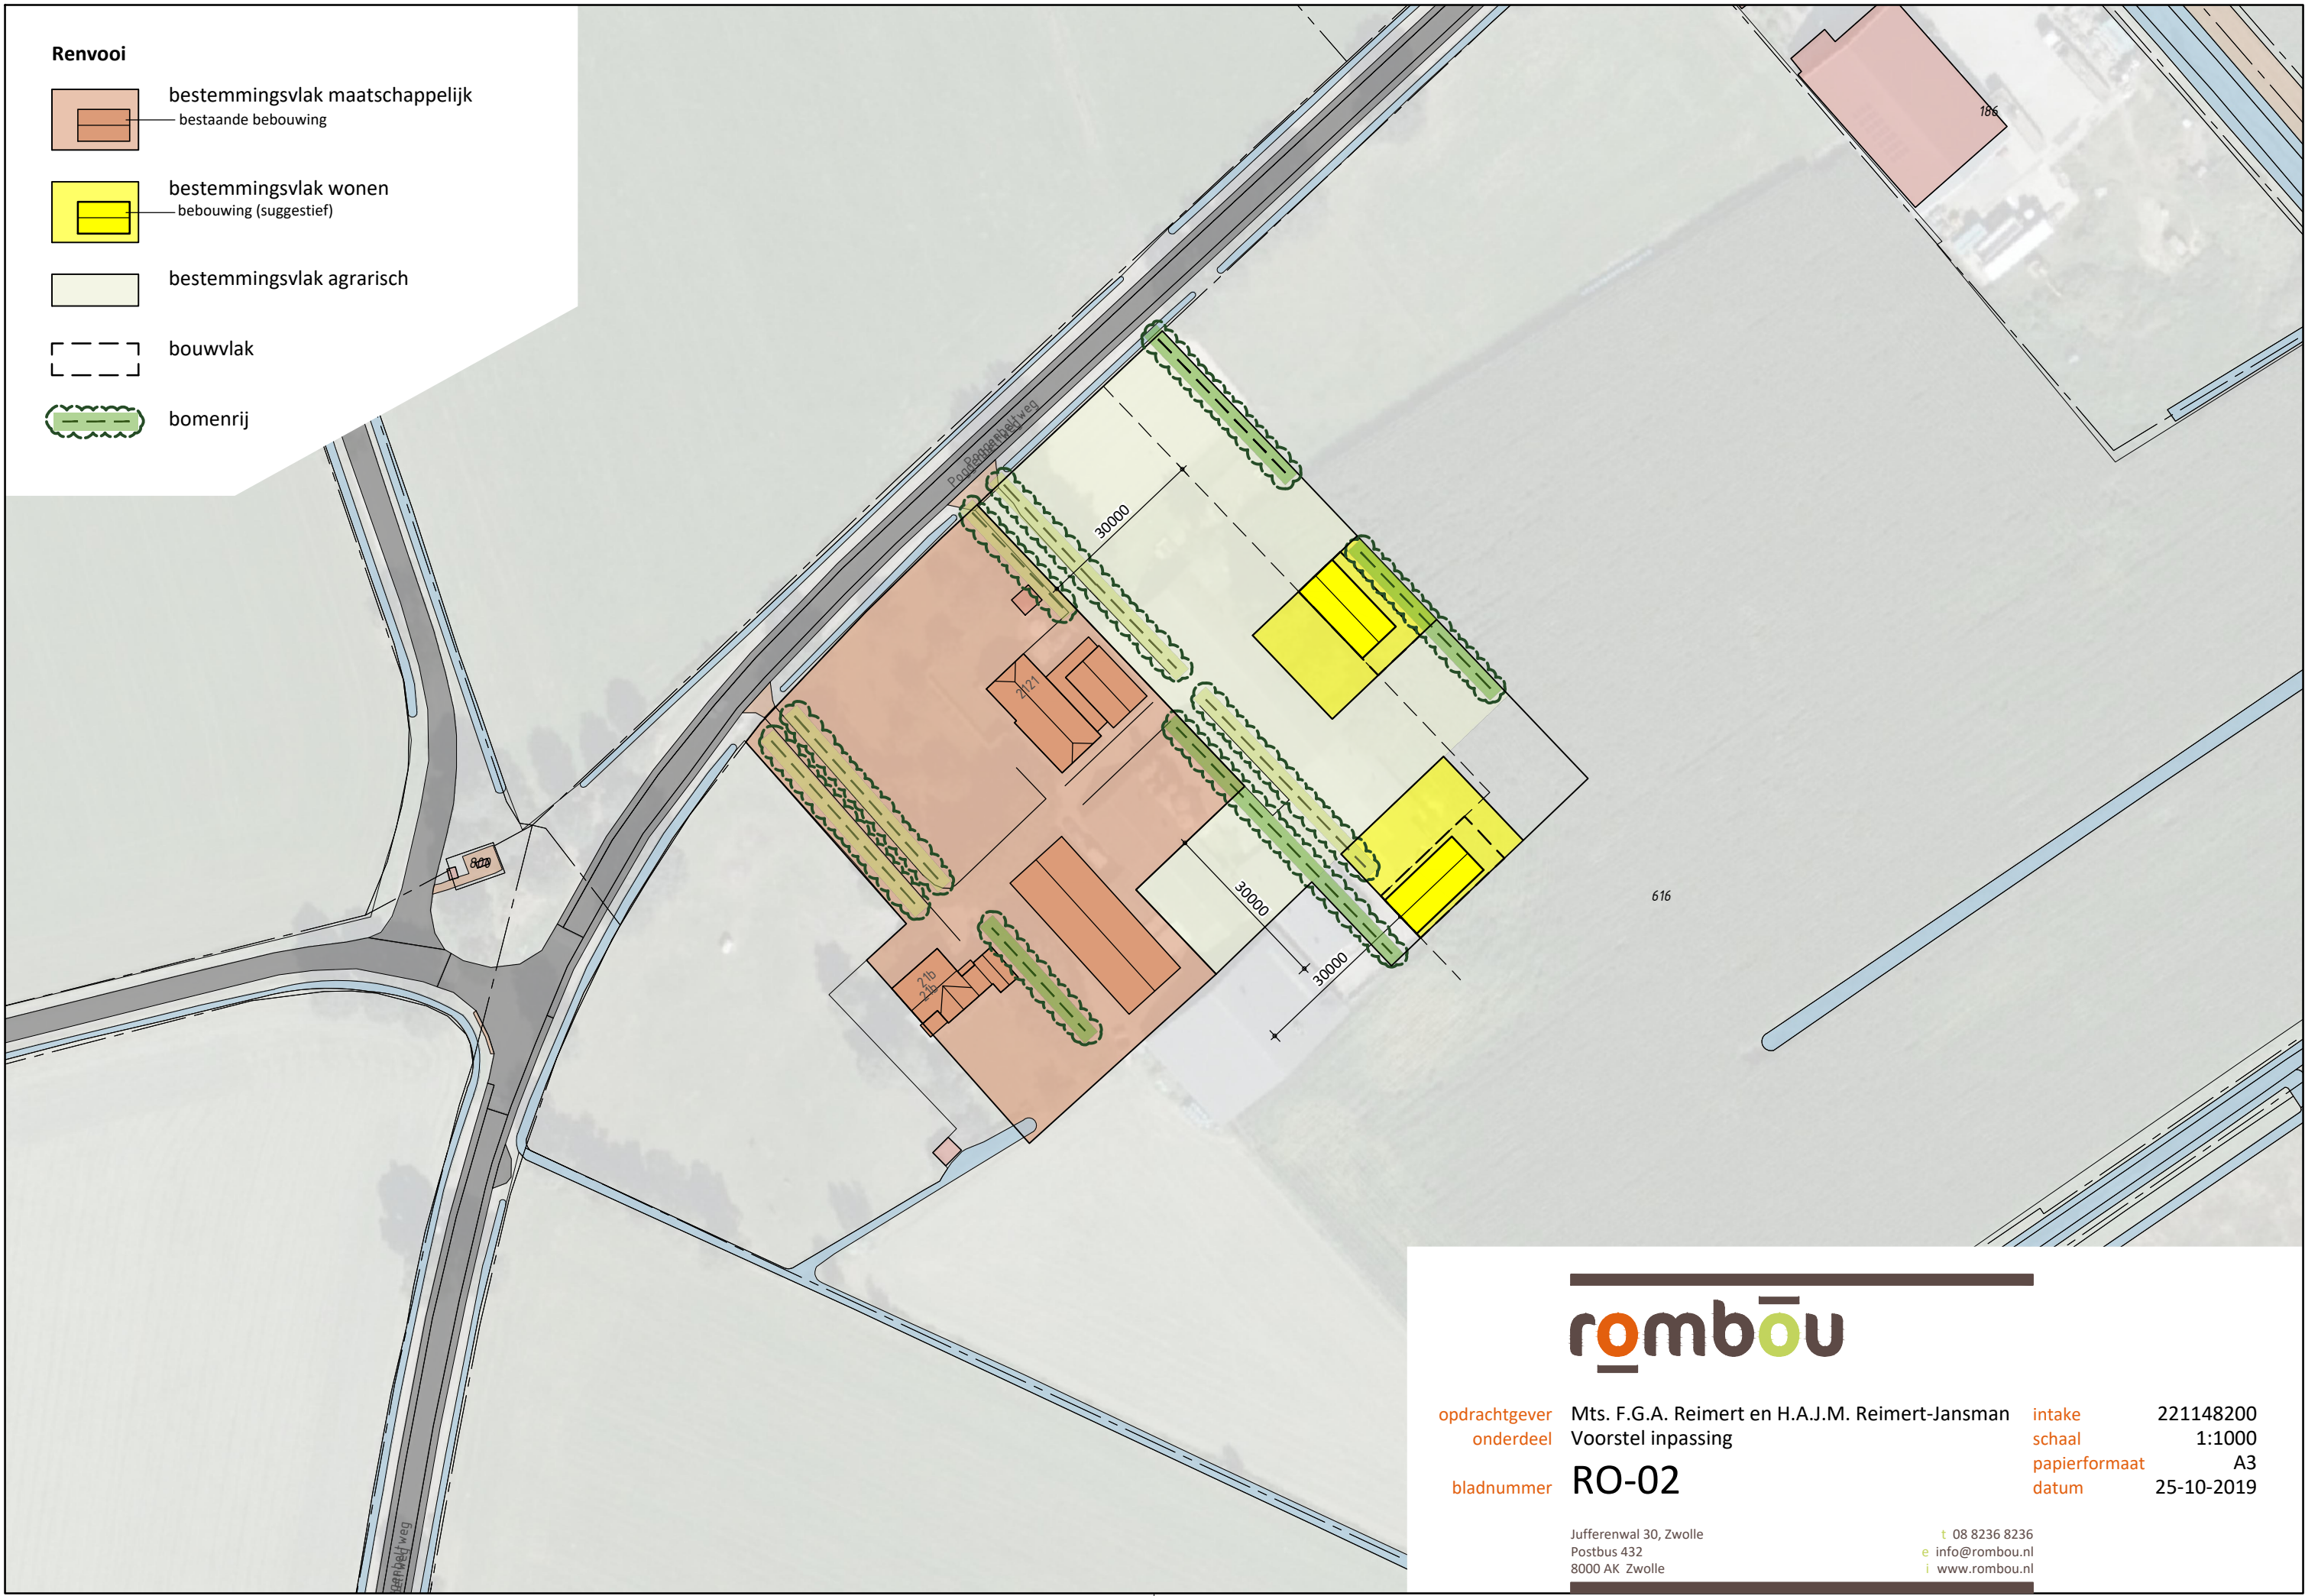 Renvooi
bestemmingsvlak maatschappelijk
bestaande bebouwing
bestemmingsvlak wonen
bebouwing (suggestief)
bestemmingsvlak agrarisch
bouwvlak
bomenrij
186
30000
2121
616
30000
30000
21b
21b
rombou
opdrachtgever Mts. F.G.A. Reimert en H.A.J.M. Reimert-Jansman intake 221148200
onderdeel Voorstel inpassing schaal 1:1000
papierformaat A3
bladnummer RO-02 datum 25-10-2019
Jufferenwal 30, Zwolle t 08 8236 8236
Postbus 432 e info@rombou.nl
8000 AK Zwolle i www.rombou.nl